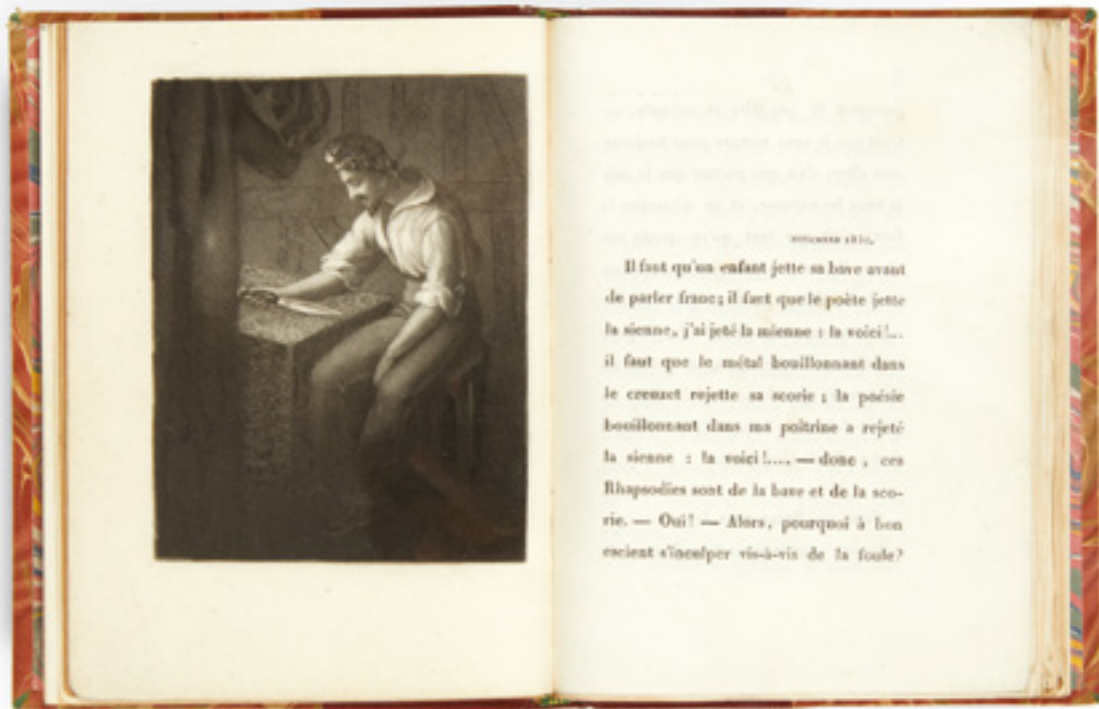 Il faut qu'un enfant jette sa bave avant
de parler franc; il faut que le poète jette
la sienne, j'ai jeté la mienne : la voici!...
il faut que le métal bouillonnant dans
le creuset rejette sa scorie ; la poésie
bouillonnant dans ma poitrine a rejeté
la sienne : la voici!.... — donc , ces
Rhapsodies sont de la bave et de la sco-
rie. — Oui! — Alors, pourquoi à bon
escient s'inculper vis-à-vis de la foule?